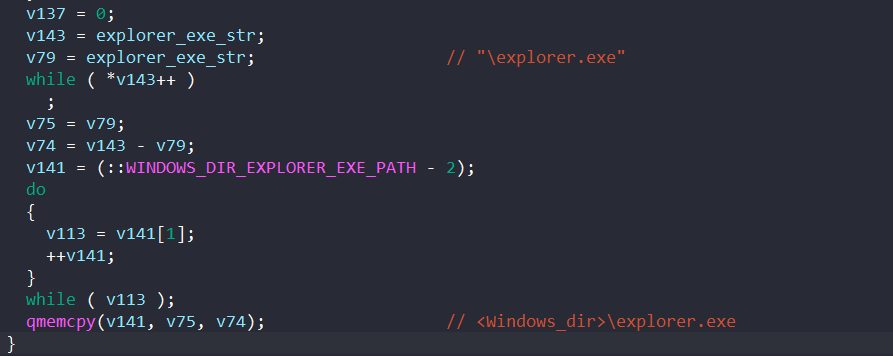 v137 = 0;
v143 = explorer_exe_str;
v79 = explorer_exe_str; // "\explorer.exe"
while ( *v143++ )
;
v75 = v79;
v74 = v143 - v79;
v141 = (::WINDOWS_DIR_EXPLORER_EXE_PATH - 2);
do
{
v113 = v141[1];
++v141;
}
while ( v113 );
qmemcpy(v141, v75, v74); // <Windows_dir>\explorer.exe
}